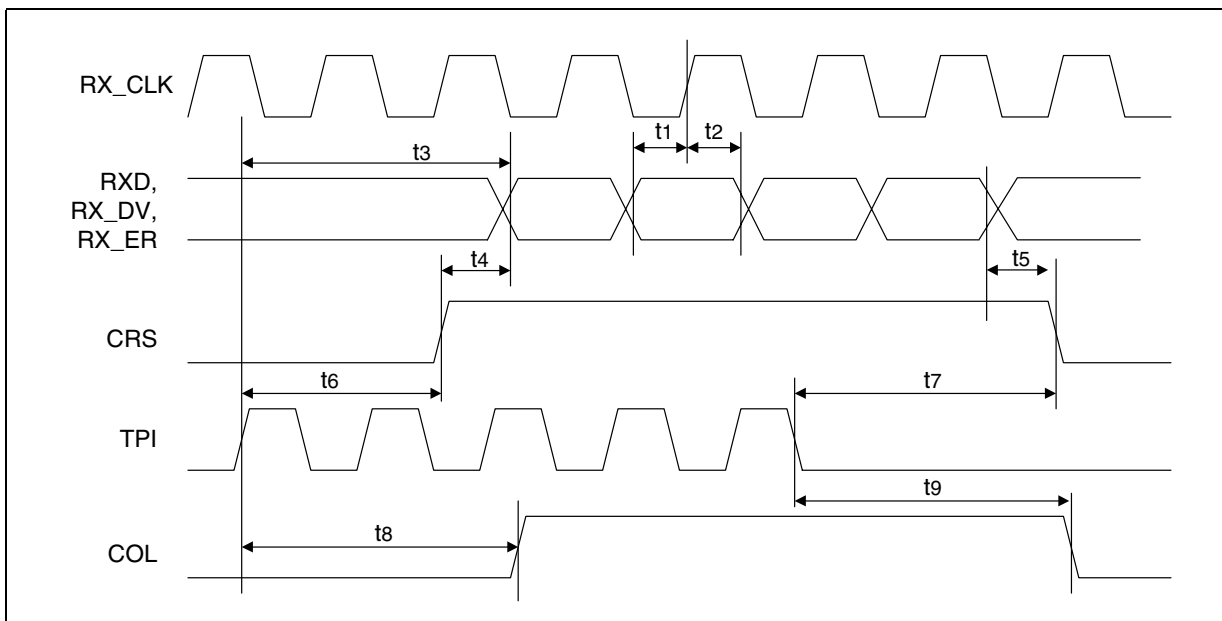 RX_CLK
t1
t2
t3
RXD,
RX_DV,
RX_ER
t4
t5
CRS
t6
t7
TPI
t9
t8
COL